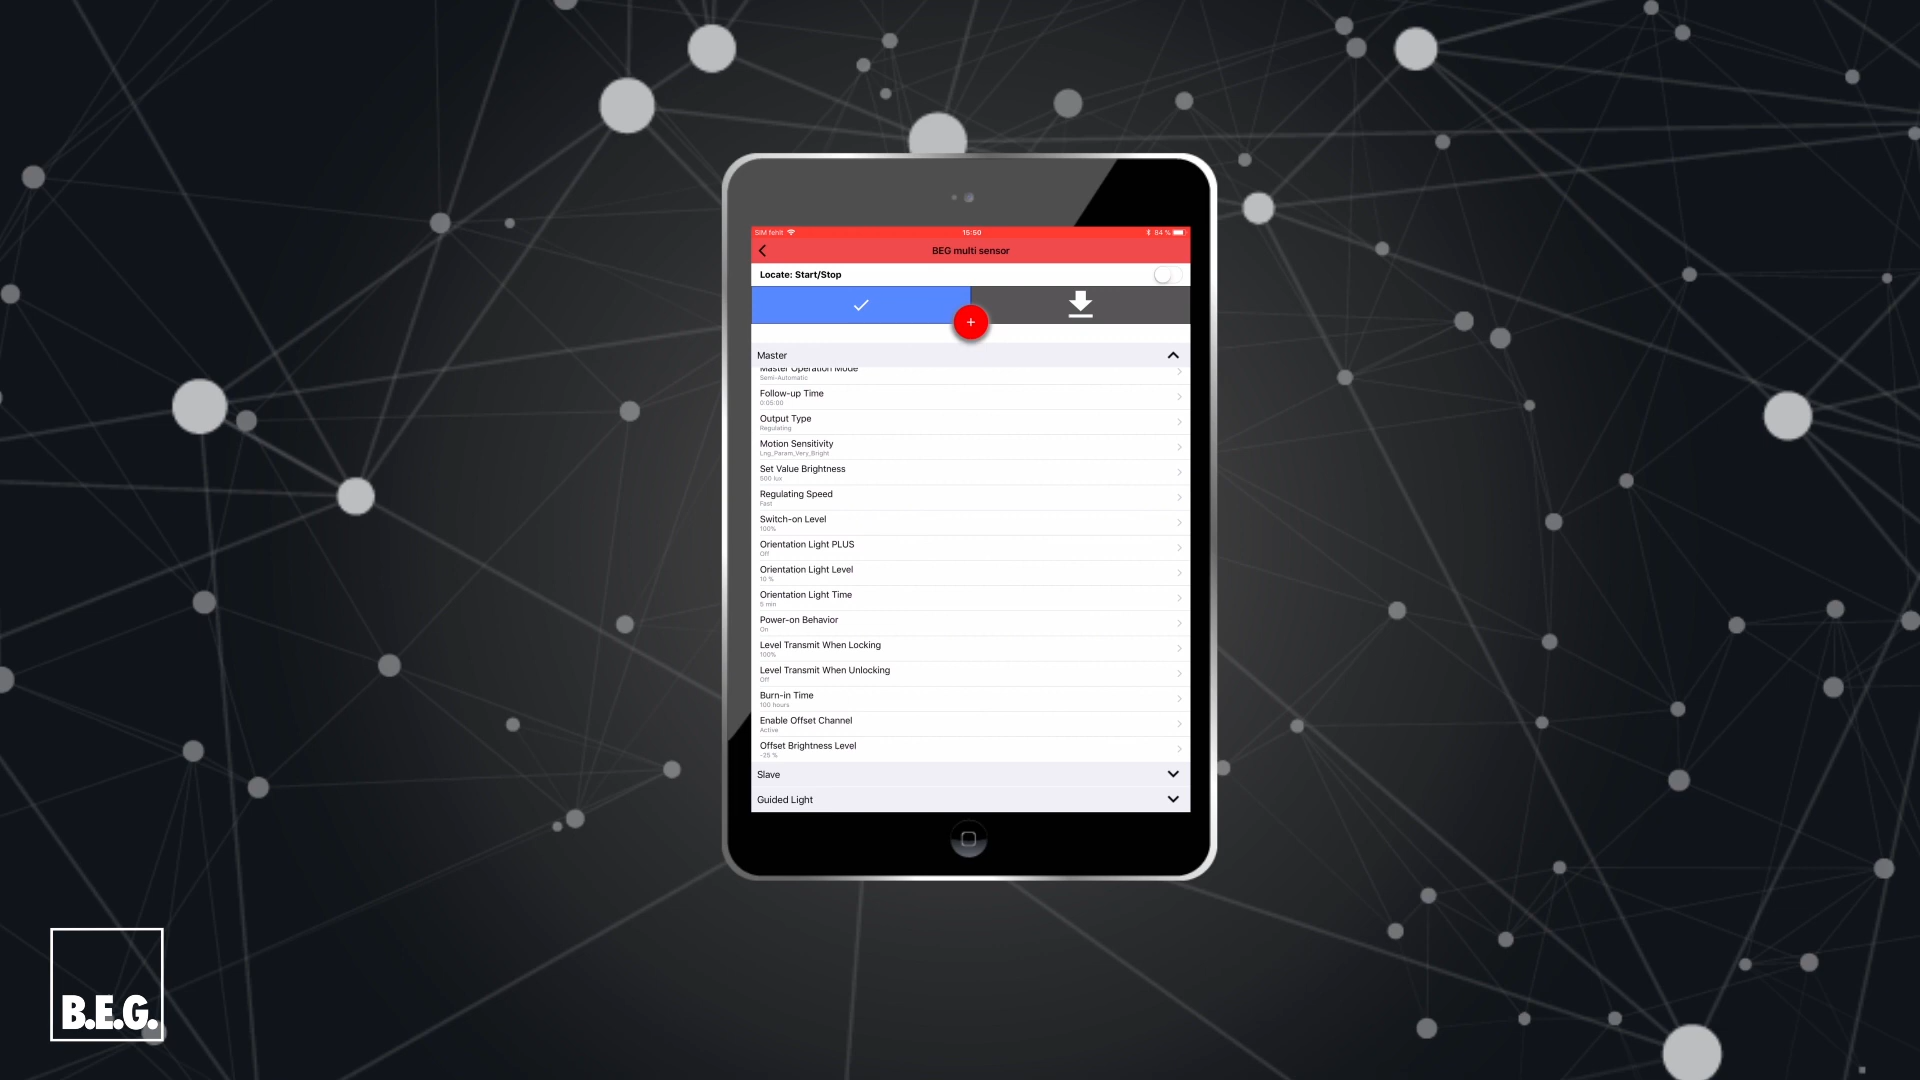 SIM fehlt 15:50 84 %
BEG multi sensor
Locate: Start/Stop
Master
Master Operation Mode
Semi-Automatic
Follow-up Time
0:05:00
Output Type
Regulating
Motion Sensitivity
Lng_Param_Very_Bright
Set Value Brightness
500 lux
Regulating Speed
Fast
Switch-on Level
100%
Orientation Light PLUS
Off
Orientation Light Level
10 %
Orientation Light Time
5 min
Power-on Behavior
On
Level Transmit When Locking
100%
Level Transmit When Unlocking
Off
Burn-in Time
100 hours
Enable Offset Channel
Active
Offset Brightness Level
-25 %
Slave
Guided Light
B.E.G.